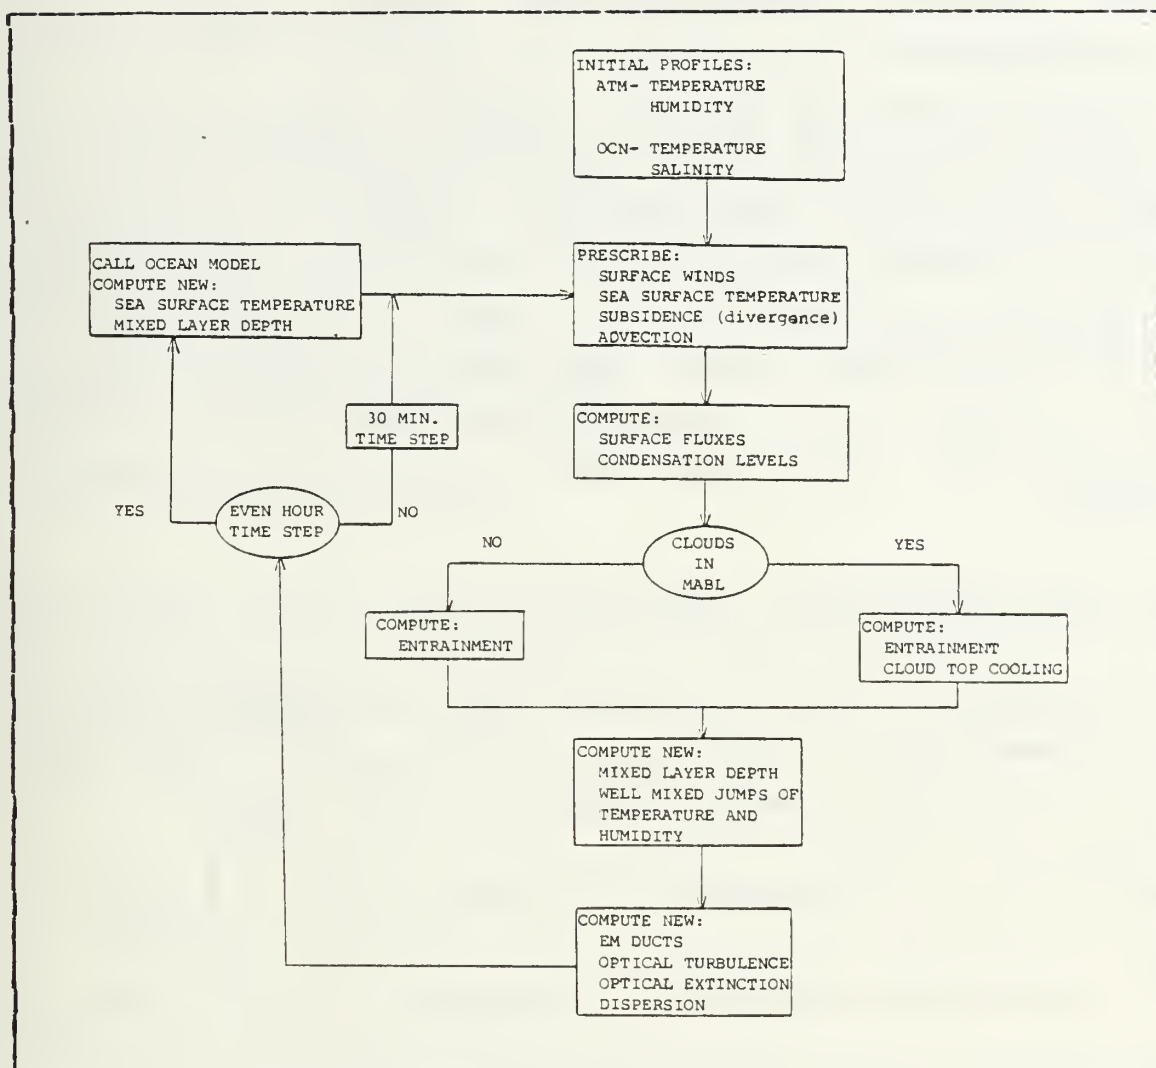 INITIAL PROFILES:
ATM- TEMPERATURE
HUMIDITY
OCN- TEMPERATURE
SALINITY
CALL OCEAN MODEL
COMPUTE NEW:
SEA SURFACE TEMPERATURE
MIXED LAYER DEPTH
PRESCRIBE:
SURFACE WINDS
SEA SURFACE TEMPERATURE
SUBSIDENCE (divergence)
ADVECTION
30 MIN.
TIME STEP
COMPUTE:
SURFACE FLUXES
CONDENSATION LEVELS
YES
EVEN HOUR
TIME STEP
NO
NO
CLOUDS
IN
MABL
YES
COMPUTE:
ENTRAINMENT
COMPUTE:
ENTRAINMENT
CLOUD TOP COOLING
COMPUTE NEW:
MIXED LAYER DEPTH
WELL MIXED JUMPS OF
TEMPERATURE AND
HUMIDITY
COMPUTE NEW:
EM DUCTS
OPTICAL TURBULENCE
OPTICAL EXTINCTION
DISPERSION